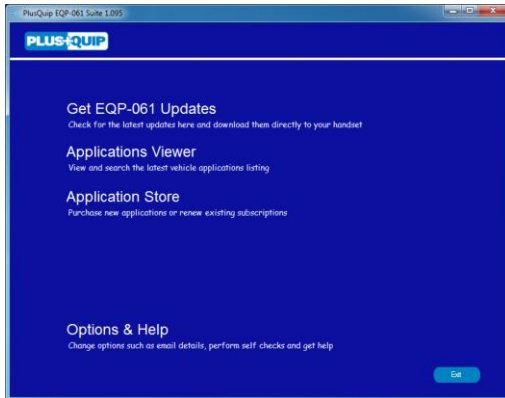 PlusQuip EQP-061 Suite 1.095
PLUS+QUIP
Get EQP-061 Updates
Check for the latest updates here and download them directly to your handset
Applications Viewer
View and search the latest vehicle applications listing
Application Store
Purchase new applications or renew existing subscriptions
Options & Help
Change options such as email details, perform self checks and get help
Exit